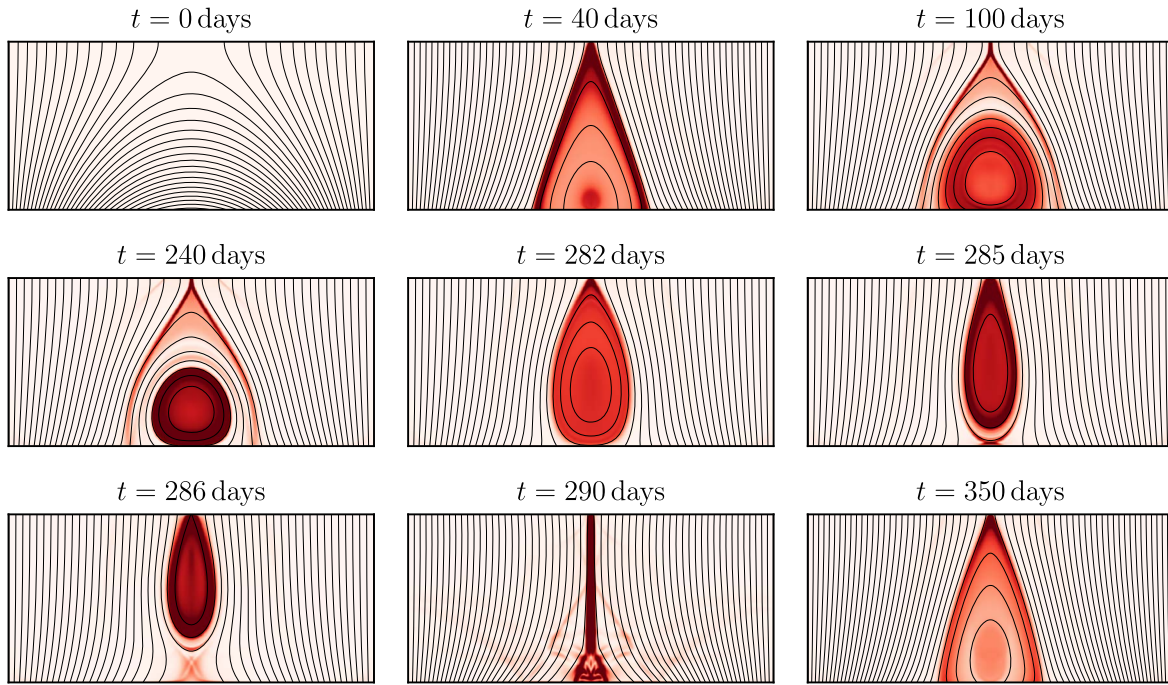 t = 0 days
t = 40 days
t = 100 days
t = 240 days
t = 282 days
t = 285 days
t = 286 days
t = 290 days
t = 350 days